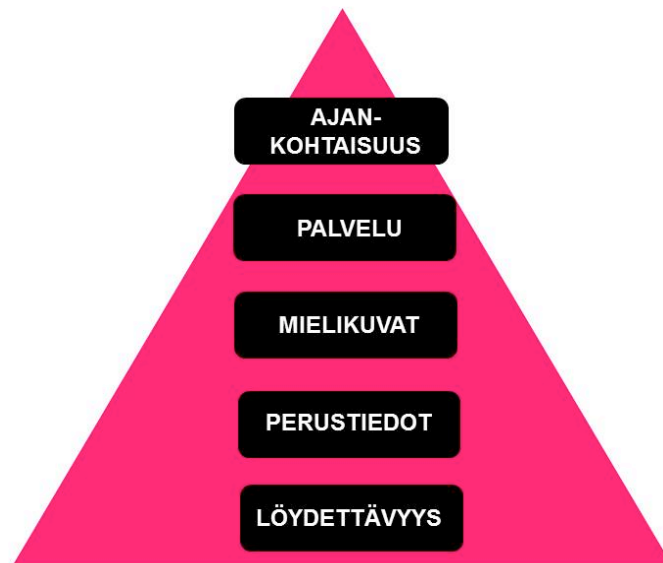 AJAN-
KOHTAISUUS
PALVELU
MIELIKUVAT
PERUSTIEDOT
LÖYDETTÄVYYS